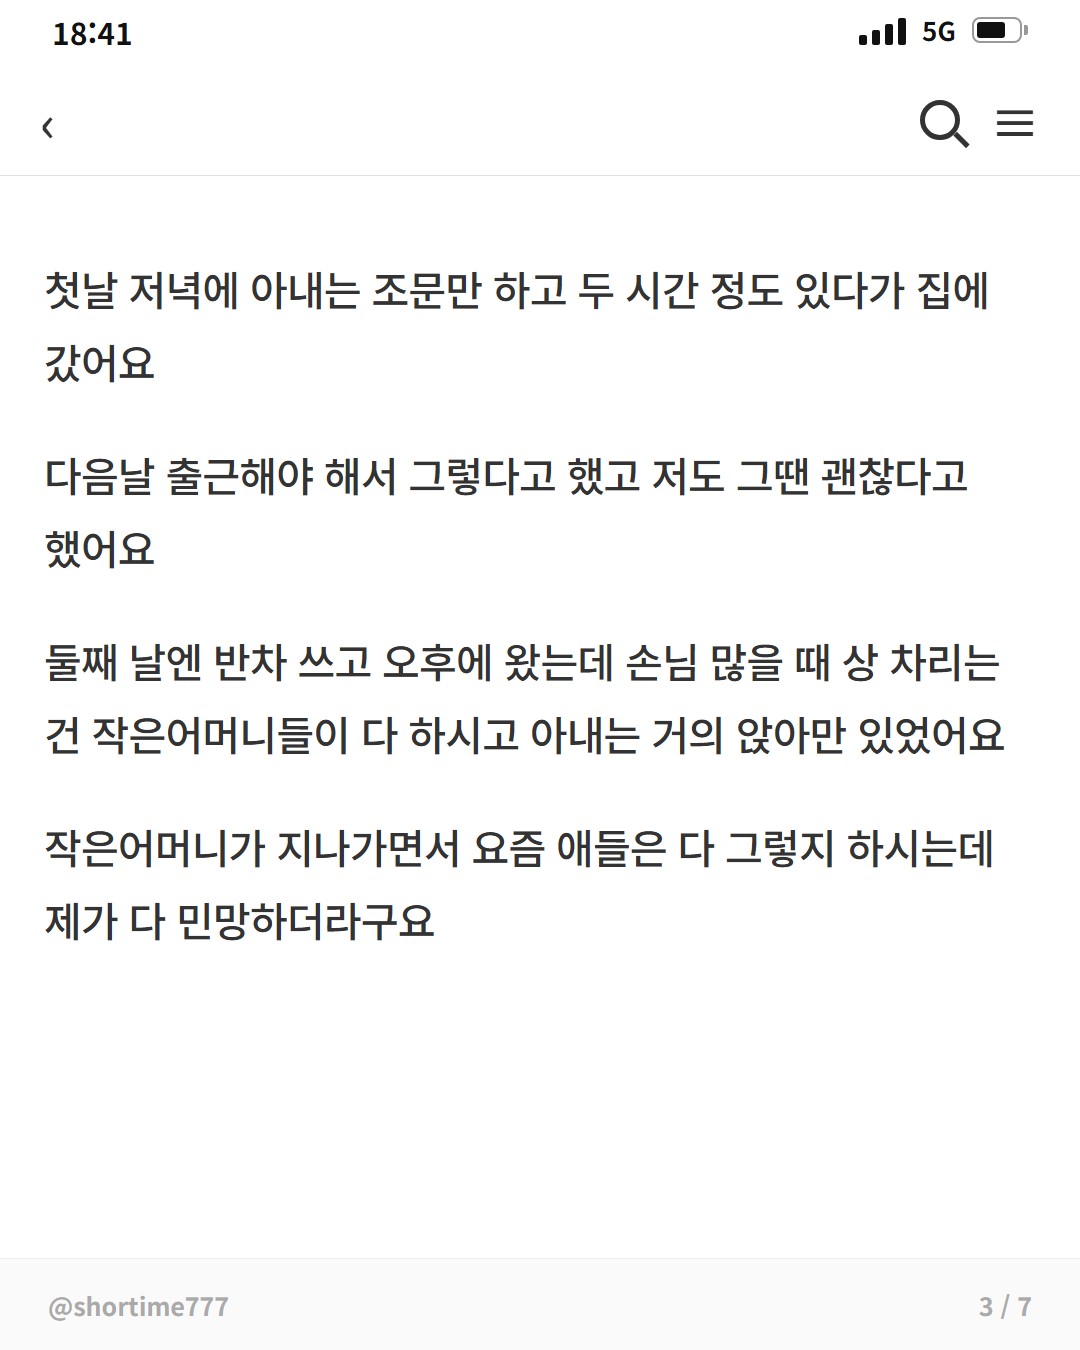 18:41
5G
첫날 저녁에 아내는 조문만 하고 두 시간 정도 있다가 집에
갔어요
다음날 출근해야 해서 그렇다고 했고 저도 그땐 괜찮다고
했어요
둘째 날엔 반차 쓰고 오후에 왔는데 손님 많을 때 상 차리는
건 작은어머니들이 다 하시고 아내는 거의 앉아만 있었어요
작은어머니가 지나가면서 요즘 애들은 다 그렇지 하시는데
제가 다 민망하더라구요
@shortime777
3 / 7